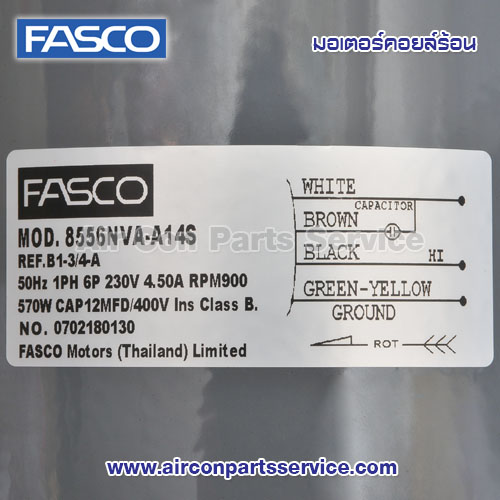 FASCO
มอเตอร์คอยล์ร้อน
FASCO
MOD. 8556NVA-A14S
REF.B1-3/4-A
50Hz 1PH 6P 230V 4.50A RPM900
570W CAP12MFD/400V Ins Class B.
NO. 0702180130
FASCO Motors (Thailand) Limited
WHITE
CAPACITOR
BROWN
BLACK HI
GREEN-YELLOW
GROUND
ROT
Air Con Parts Service
www.airconpartsservice.com